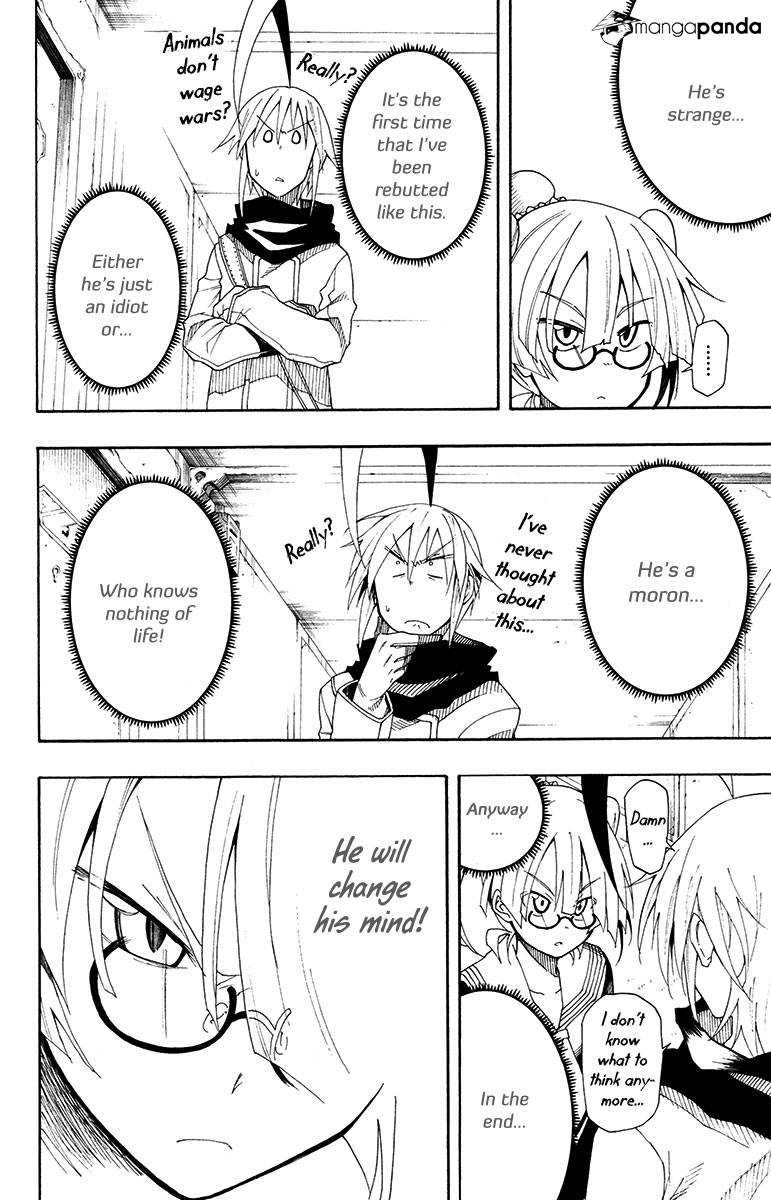 mangapanda
He's
strange...
........
It's the
first time
that I've
been
rebutted
like this.
Really?
Animals
don't
wage
wars?
Either
he's just
an idiot
or...
He's a
moron...
I've
never
thought
about
this...
Really?
Who knows
nothing of
life!
Damn
...
Anyway
...
I don't
know
what to
think any-
more...
In the
end...
He will
change
his mind!